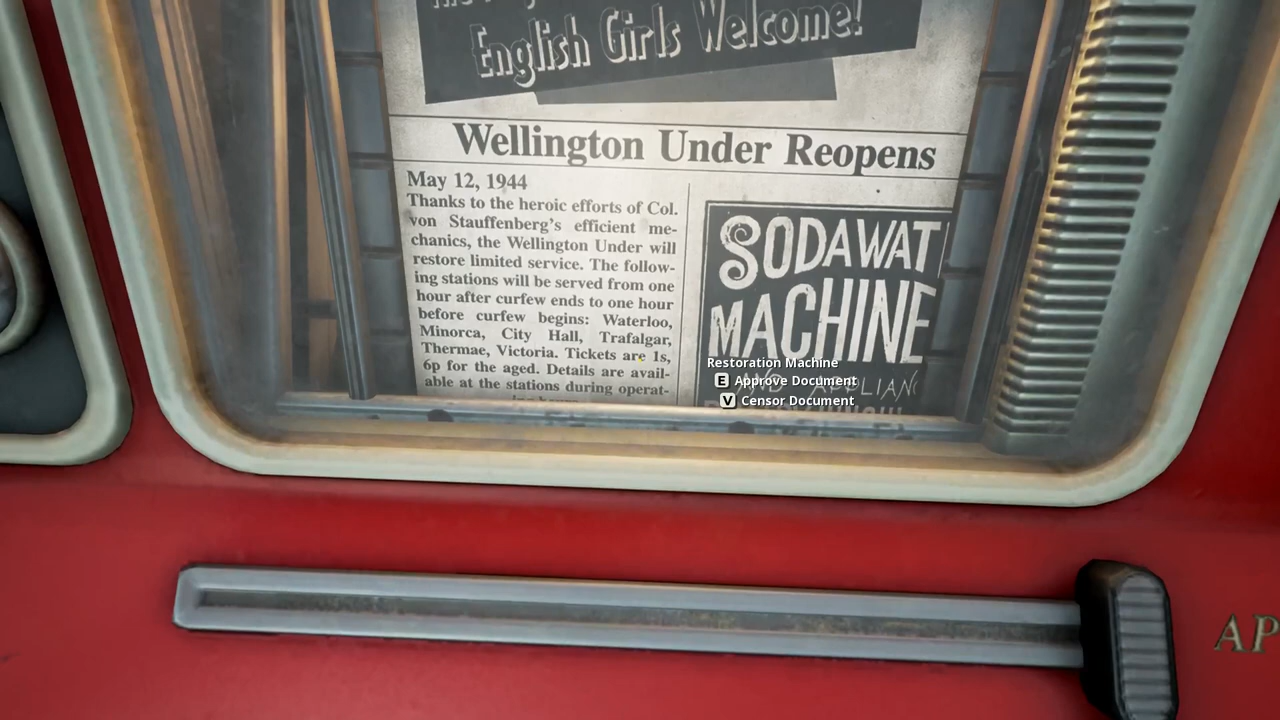 English Girls Welcome!
Wellington Under Reopens
May 12, 1944
Thanks to the heroic efforts of Col.
von Stauffenberg's efficient me-
chanics, the Wellington Under will
restore limited service. The follow-
ing stations will be served from one
hour after curfew ends to one hour
before curfew begins: Waterloo,
Minorca, City Hall, Trafalgar,
Thermae, Victoria. Tickets are 1s,
6p for the aged. Details are avail-
able at the stations during operat-
SODAWAT
MACHINE
Restoration Machine
E Approve Document
V Censor Document
AP